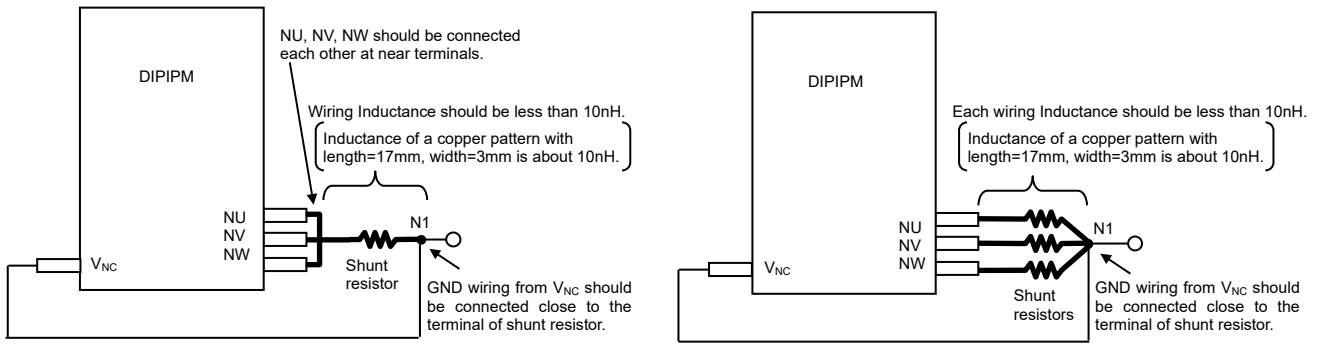 NU, NV, NW should be connected
each other at near terminals.
DIPIPM
Wiring Inductance should be less than 10nH.
Inductance of a copper pattern with
length=17mm, width=3mm is about 10nH.
NU
NV
NW
N1
VNC
Shunt
resistor
GND wiring from VNC should
be connected close to the
terminal of shunt resistor.
DIPIPM
Each wiring Inductance should be less than 10nH.
Inductance of a copper pattern with
length=17mm, width=3mm is about 10nH.
NU
NV
NW
N1
VNC
Shunt
resistors
GND wiring from VNC should
be connected close to the
terminal of shunt resistor.